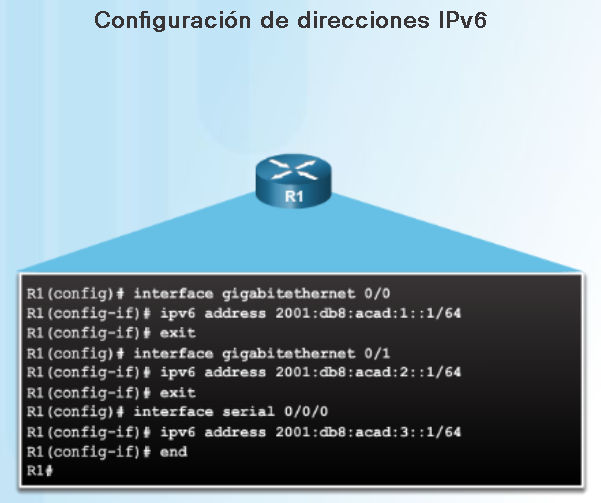 Configuración de direcciones IPv6
R1
R1(config)# interface gigabitethernet 0/0
R1(config-if)# ipv6 address 2001:db8:acad:1::1/64
R1(config-if)# exit
R1(config)# interface gigabitethernet 0/1
R1(config-if)# ipv6 address 2001:db8:acad:2::1/64
R1(config-if)# exit
R1(config)# interface serial 0/0/0
R1(config-if)# ipv6 address 2001:db8:acad:3::1/64
R1(config-if)# end
R1#